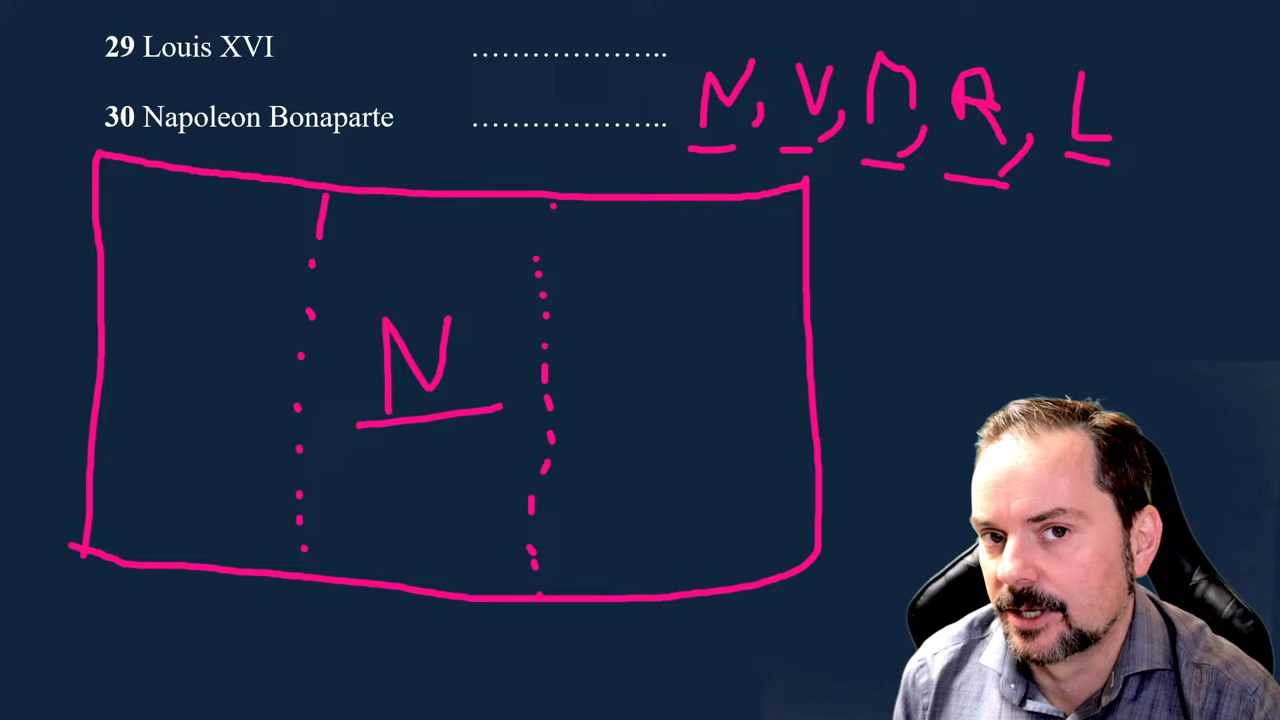 29 Louis XVI ………………..
30 Napoleon Bonaparte ………………..
N, V, R, L
N